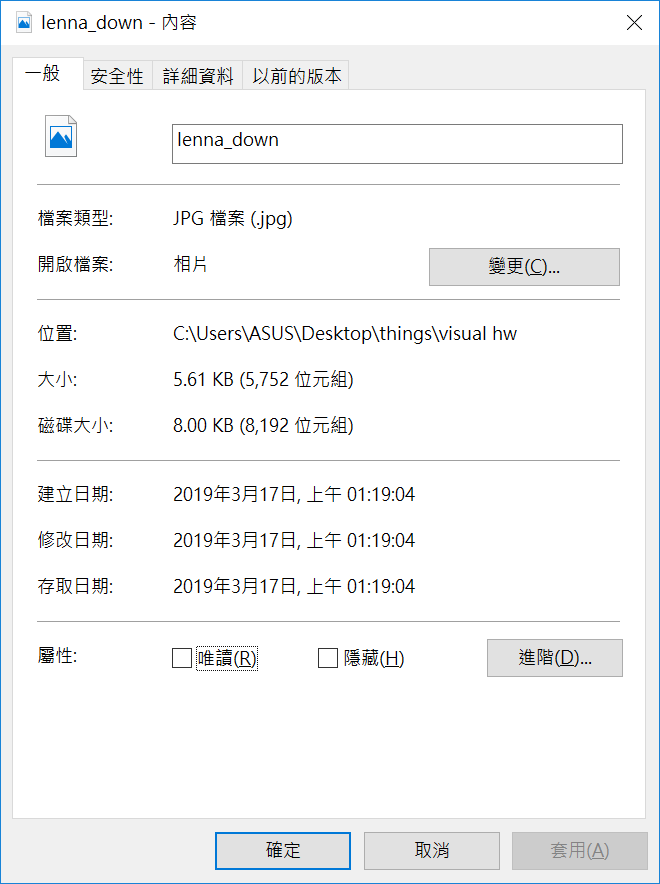 lenna_down - 內容
一般 安全性 詳細資料 以前的版本
lenna_down
檔案類型: JPG 檔案 (.jpg)
開啟檔案: 相片 變更(C)...
位置: C:\Users\ASUS\Desktop\things\visual hw
大小: 5.61 KB (5,752 位元組)
磁碟大小: 8.00 KB (8,192 位元組)
建立日期: 2019年3月17日, 上午 01:19:04
修改日期: 2019年3月17日, 上午 01:19:04
存取日期: 2019年3月17日, 上午 01:19:04
屬性: 唯讀(R) 隱藏(H) 進階(D)...
確定 取消 套用(A)